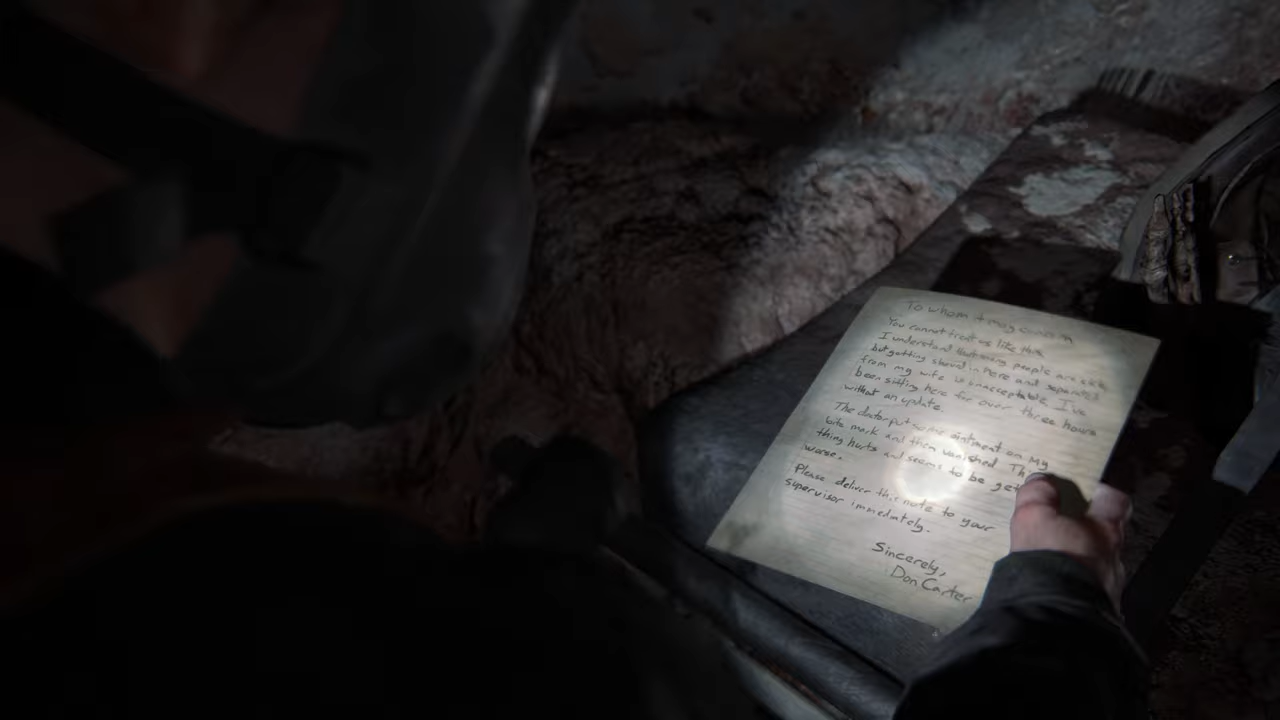 To whom it may concern
You cannot treat us like this.
I understand that many people are sick
but getting shoved in here and separated
from my wife is unacceptable. I've
been sitting here for over three hours
without an update.
The doctor put some ointment on my
bite mark and then vanished. The
thing hurts and seems to be
worse.
Please deliver this note to your
supervisor immediately.
Sincerely,
Don Carter